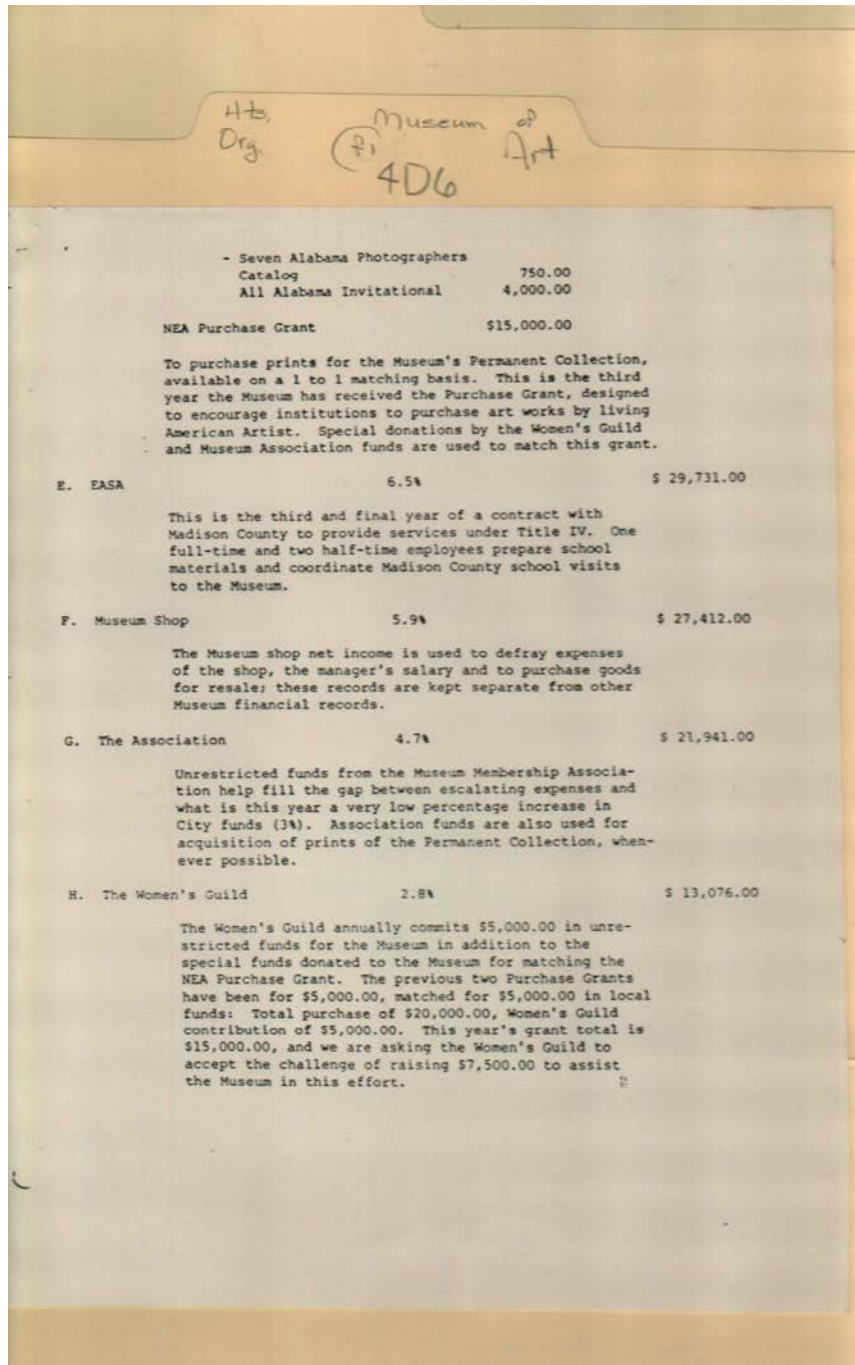 Hts. Museum of
Org. Art
4D6
- Seven Alabama Photographers
Catalog 750.00
All Alabama Invitational 4,000.00
NEA Purchase Grant $15,000.00
To purchase prints for the Museum's Permanent Collection,
available on a 1 to 1 matching basis. This is the third
year the Museum has received the Purchase Grant, designed
to encourage institutions to purchase art works by living
American Artist. Special donations by the Women's Guild
and Museum Association funds are used to match this grant.
E. EASA 6.5% $ 29,731.00
This is the third and final year of a contract with
Madison County to provide services under Title IV. One
full-time and two half-time employees prepare school
materials and coordinate Madison County school visits
to the Museum.
F. Museum Shop 5.9% $ 27,412.00
The Museum shop net income is used to defray expenses
of the shop, the manager's salary and to purchase goods
for resale; these records are kept separate from other
Museum financial records.
G. The Association 4.7% $ 21,941.00
Unrestricted funds from the Museum Membership Associa-
tion help fill the gap between escalating expenses and
what is this year a very low percentage increase in
City funds (3%). Association funds are also used for
acquisition of prints of the Permanent Collection, when-
ever possible.
H. The Women's Guild 2.8% $ 13,076.00
The Women's Guild annually commits $5,000.00 in unre-
stricted funds for the Museum in addition to the
special funds donated to the Museum for matching the
NEA Purchase Grant. The previous two Purchase Grants
have been for $5,000.00, matched for $5,000.00 in local
funds: Total purchase of $20,000.00, Women's Guild
contribution of $5,000.00. This year's grant total is
$15,000.00, and we are asking the Women's Guild to
accept the challenge of raising $7,500.00 to assist
the Museum in this effort.